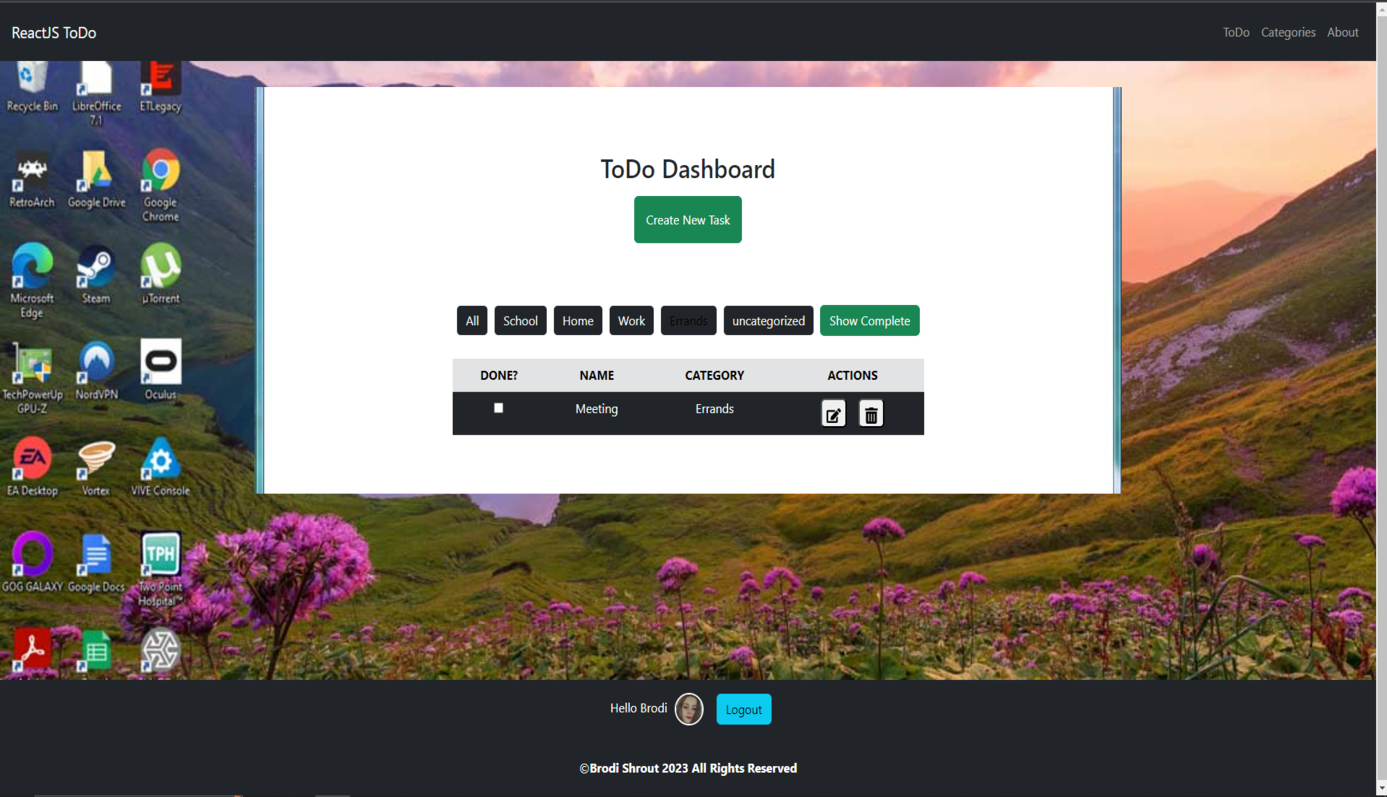 ReactJS ToDo
ToDo Categories About
Recycle Bin
LibreOffice
7.1
ETLegacy
RetroArch
Google Drive
Google
Chrome
Microsoft
Edge
Steam
µTorrent
TechPowerUp
GPU-Z
NordVPN
Oculus
EA
EA Desktop
Vortex
VIVE Console
GOG GALAXY
Google Docs
TPH
Two Point
Hospital™
ToDo Dashboard
Create New Task
All School Home Work Errands uncategorized Show Complete
DONE? NAME CATEGORY ACTIONS
Meeting Errands
Hello Brodi Logout
©Brodi Shrout 2023 All Rights Reserved